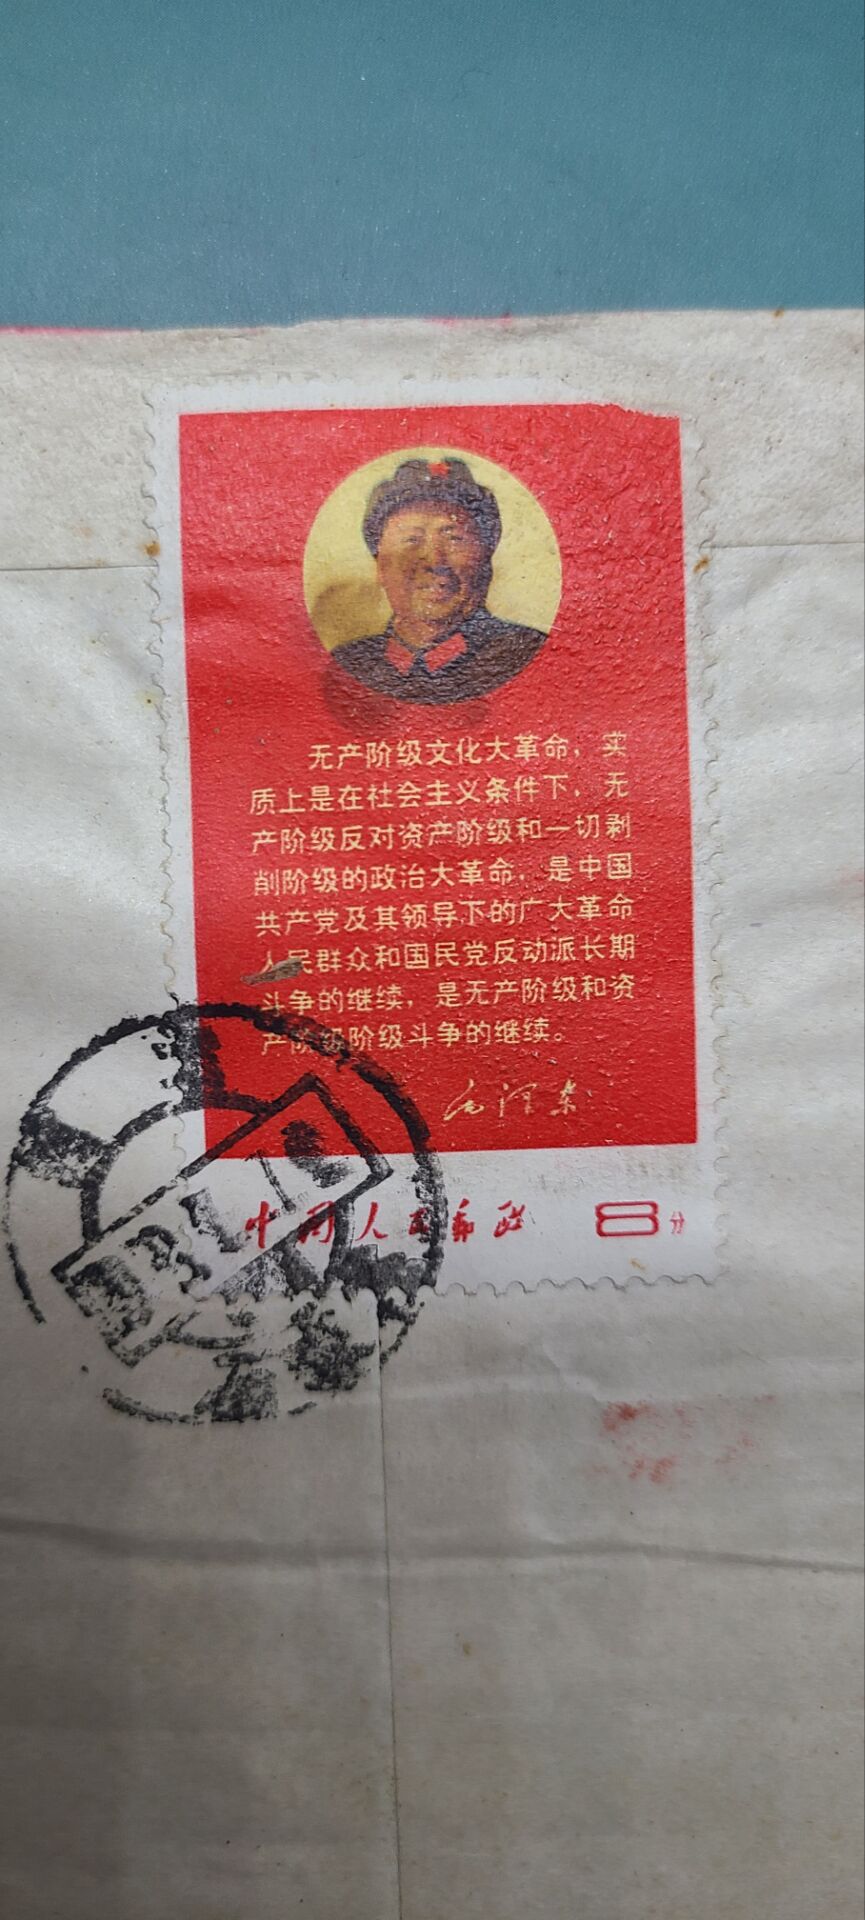 无产阶级文化大革命，实
质上是在社会主义条件下，无
产阶级反对资产阶级和一切剥
削阶级的政治大革命，是中国
共产党及其领导下的广大革命
人民群众和国民党反动派长期
斗争的继续，是无产阶级和资
产阶级阶级斗争的继续。
毛泽东
中国人民邮政 8分